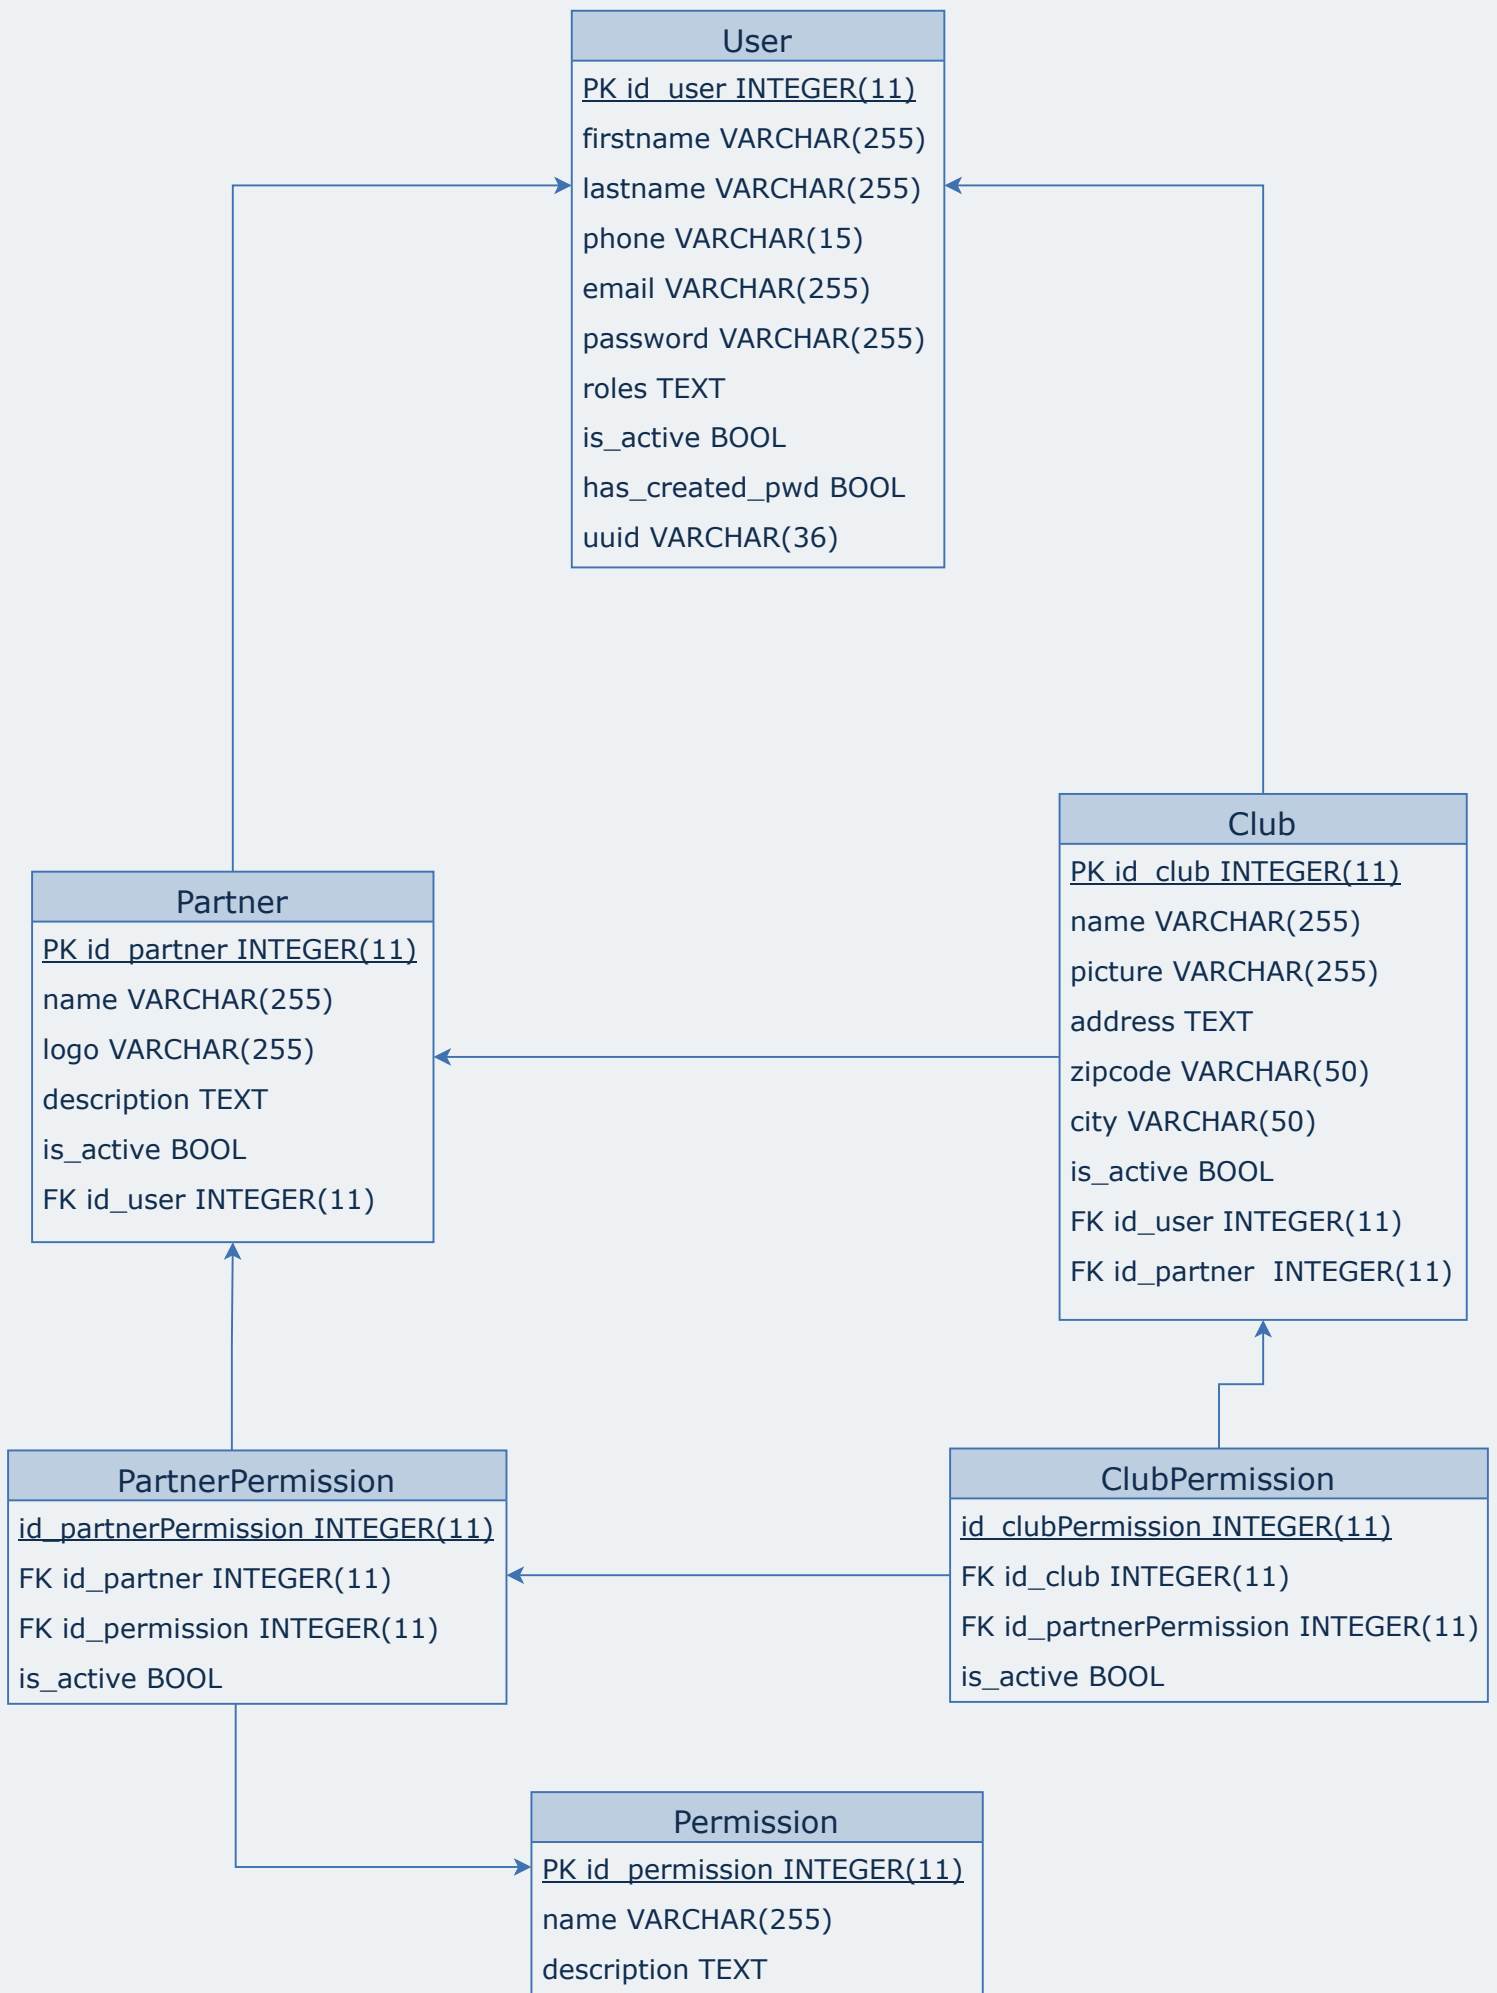 User
PK id_user INTEGER(11)
firstname VARCHAR(255)
lastname VARCHAR(255)
phone VARCHAR(15)
email VARCHAR(255)
password VARCHAR(255)
roles TEXT
is_active BOOL
has_created_pwd BOOL
uuid VARCHAR(36)
Club
PK id_club INTEGER(11)
name VARCHAR(255)
picture VARCHAR(255)
address TEXT
zipcode VARCHAR(50)
city VARCHAR(50)
is_active BOOL
FK id_user INTEGER(11)
FK id_partner  INTEGER(11)
Partner
PK id_partner INTEGER(11)
name VARCHAR(255)
logo VARCHAR(255)
description TEXT
is_active BOOL
FK id_user INTEGER(11)
PartnerPermission
id_partnerPermission INTEGER(11)
FK id_partner INTEGER(11)
FK id_permission INTEGER(11)
is_active BOOL
ClubPermission
id_clubPermission INTEGER(11)
FK id_club INTEGER(11)
FK id_partnerPermission INTEGER(11)
is_active BOOL
Permission
PK id_permission INTEGER(11)
name VARCHAR(255)
description TEXT